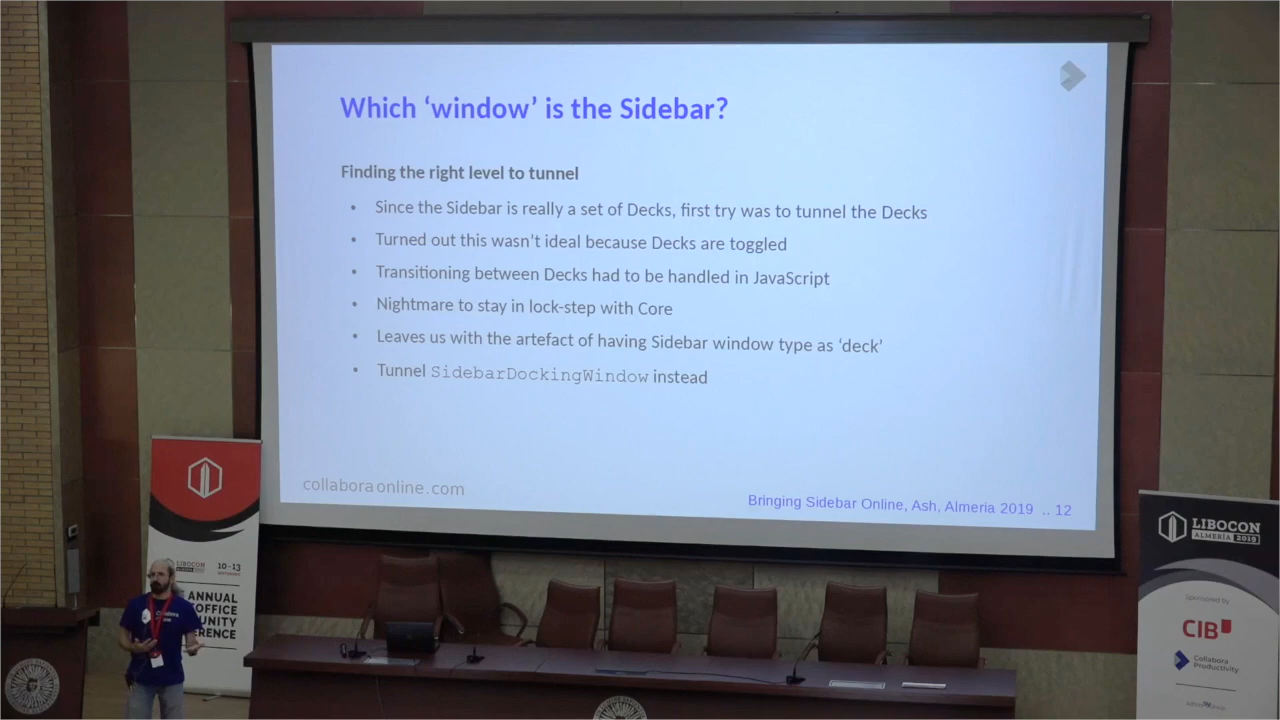 Which ‘window’ is the Sidebar?
Finding the right level to tunnel
• Since the Sidebar is really a set of Decks, first try was to tunnel the Decks
• Turned out this wasn’t ideal because Decks are toggled
• Transitioning between Decks had to be handled in JavaScript
• Nightmare to stay in lock-step with Core
• Leaves us with the artefact of having Sidebar window type as ‘deck’
• Tunnel SidebarDockingWindow instead
collaboraonline.com
Bringing Sidebar Online, Ash, Almeria 2019 .. 12
LIBOCON
10-13
ANNUAL
OFFICE
UNITY
ERENCE
LIBOCON
ALMERÍA 2019
Sponsored by
CIB
Collabora
Productivity